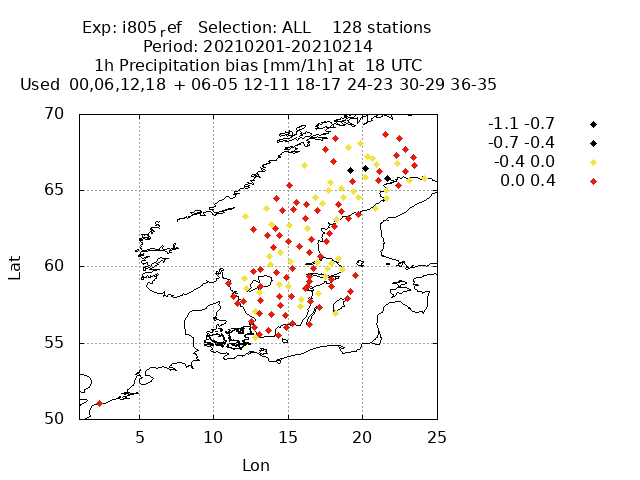 Exp: i805ref Selection: ALL 128 stations
Period: 20210201-20210214
1h Precipitation bias [mm/1h] at 18 UTC
Used 00,06,12,18 + 06-05 12-11 18-17 24-23 30-29 36-35
70
65
60
55
50
5 10 15 20 25
Lat
Lon
-1.1 -0.7
-0.7 -0.4
-0.4 0.0
0.0 0.4